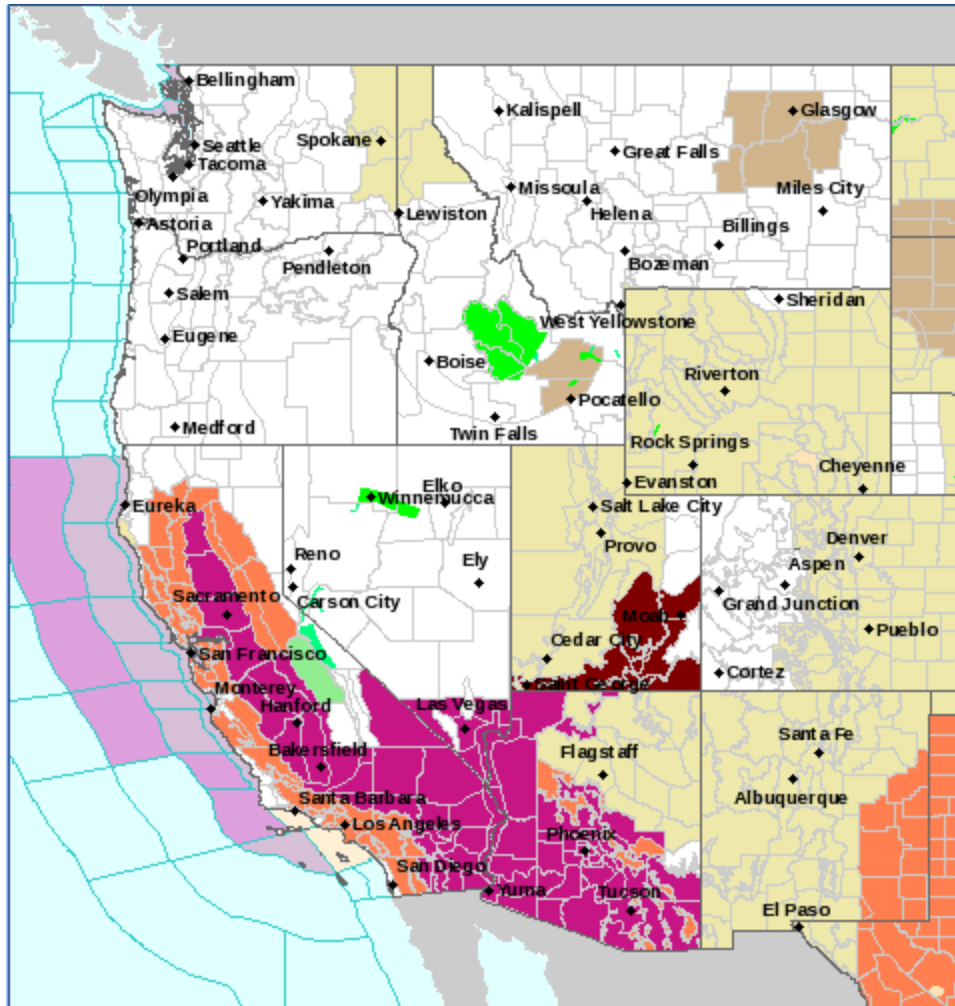 Bellingham
Kalispell
Glasgow
Seattle
Spokane
Great Falls
Tacoma
Missoula
Miles City
Olympia
Yakima
Lewiston
Helena
Astoria
Billings
Portland
Pendleton
Bozeman
Salem
Sheridan
West Yellowstone
Eugene
Boise
Riverton
Pocatello
Medford
Twin Falls
Rock Springs
Cheyenne
Elko
Evanston
Eureka
Winnemucca
Salt Lake City
Provo
Denver
Reno
Ely
Aspen
Sacramento
Carson City
Grand Junction
Moab
Pueblo
Cedar City
San Francisco
Cortez
Monterey
Saint George
Hanford
Las Vegas
Santa Fe
Bakersfield
Flagstaff
Albuquerque
Santa Barbara
Los Angeles
Phoenix
San Diego
Yuma
Tucson
El Paso